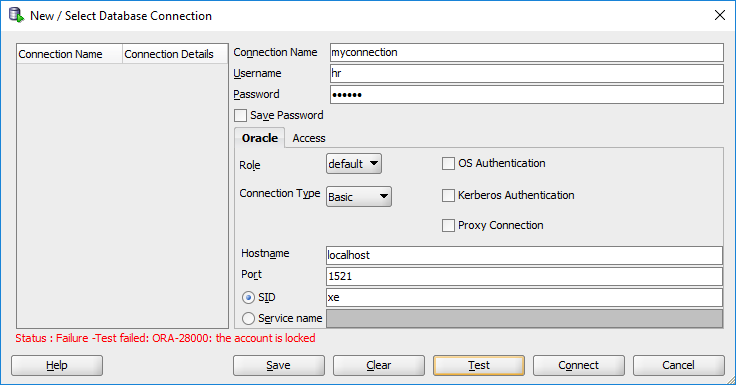 New / Select Database Connection
Connection Name Connection Details
Connection Name myconnection
Username hr
Password ••••••
Save Password
Oracle Access
Role default OS Authentication
Connection Type Basic Kerberos Authentication
Proxy Connection
Hostname localhost
Port 1521
SID xe
Service name
Status : Failure -Test failed: ORA-28000: the account is locked
Help Save Clear Test Connect Cancel